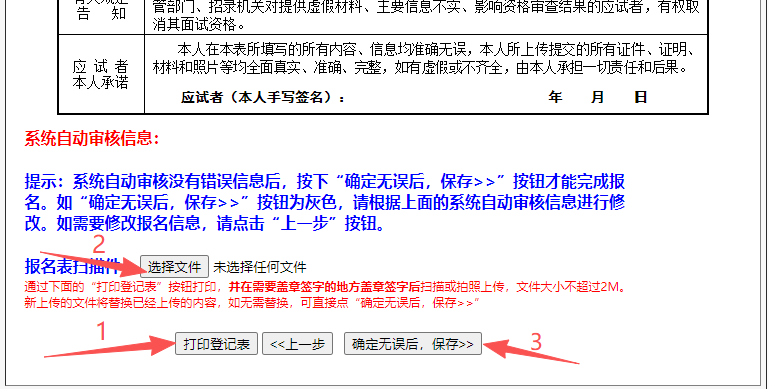 告 知
管部门、招录机关对提供虚假材料、主要信息不实、影响资格审查结果的应试者，有权取
消其面试资格。
应 试 者
本人承诺
本人在本表所填写的所有内容、信息均准确无误，本人所上传提交的所有证件、证明、
材料和照片等均全面真实、准确、完整，如有虚假或不齐全，由本人承担一切责任和后果。
应试者（本人手写签名）： 年 月 日
系统自动审核信息：
提示：系统自动审核没有错误信息后，按下“确定无误后，保存>>”按钮才能完成报
名。如“确定无误后，保存>>”按钮为灰色，请根据上面的系统自动审核信息进行修
改。如需要修改报名信息，请点击“上一步”按钮。
2
报名表扫描件 选择文件 未选择任何文件
通过下面的“打印登记表”按钮打印，并在需要盖章签字的地方盖章签字后扫描或拍照上传，文件大小不超过2M。
新上传的文件将替换已经上传的内容，如无需替换，可直接点“确定无误后，保存>>”
1
打印登记表 <<上一步 确定无误后，保存>> 3